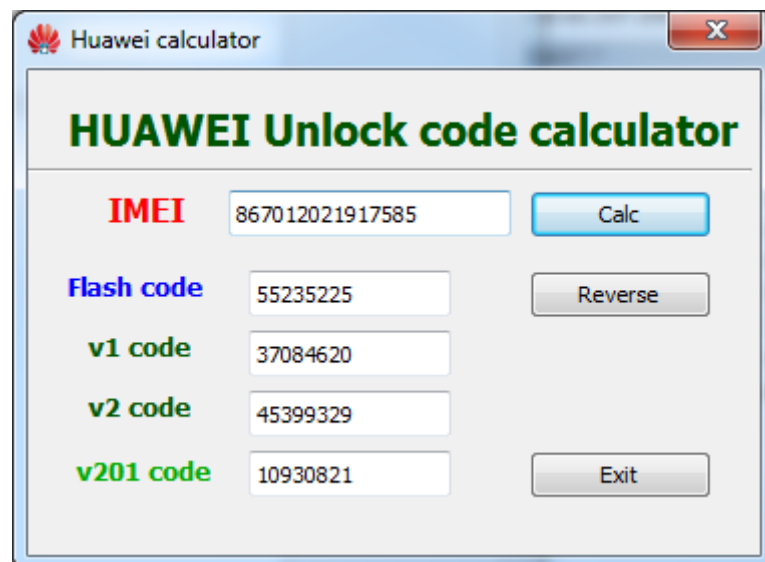 Huawei calculator
HUAWEI Unlock code calculator
IMEI 867012021917585 Calc
Flash code 55235225 Reverse
v1 code 37084620
v2 code 45399329
v201 code 10930821 Exit